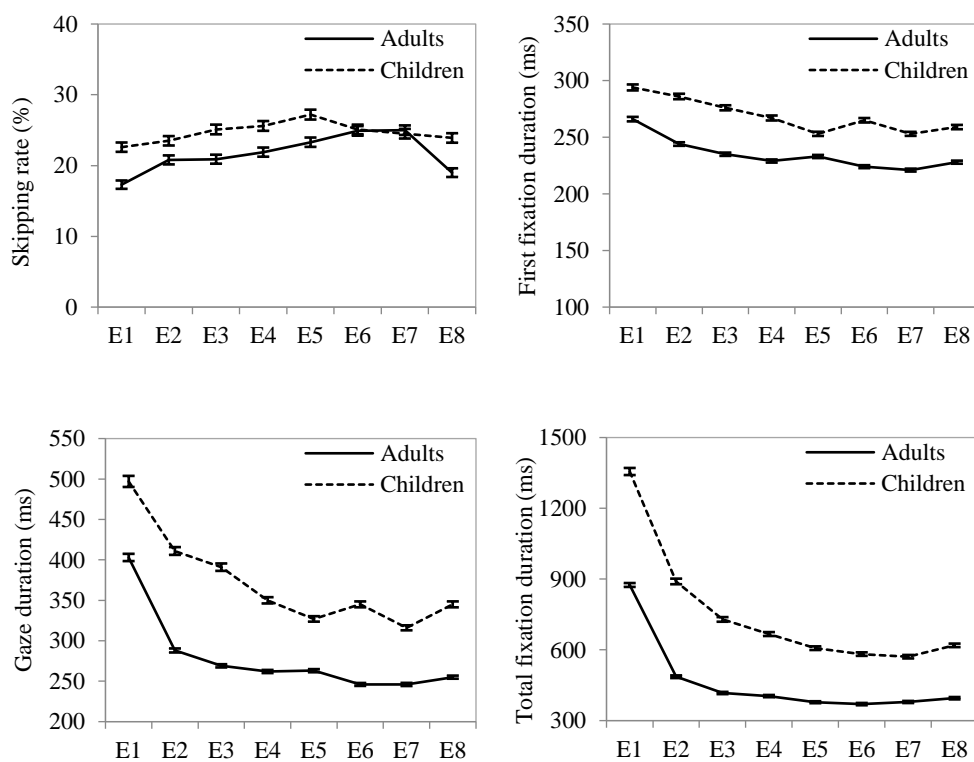 Skipping rate (%)
40
30
20
10
0
Adults
Children
E1 E2 E3 E4 E5 E6 E7 E8
First fixation duration (ms)
350
300
250
200
150
100
Adults
Children
E1 E2 E3 E4 E5 E6 E7 E8
Gaze duration (ms)
550
500
450
400
350
300
250
200
Adults
Children
E1 E2 E3 E4 E5 E6 E7 E8
Total fixation duration (ms)
1500
1200
900
600
300
Adults
Children
E1 E2 E3 E4 E5 E6 E7 E8